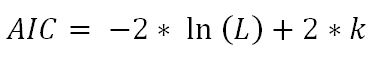 AIC = −2 ∗ ln (L) + 2 ∗ k